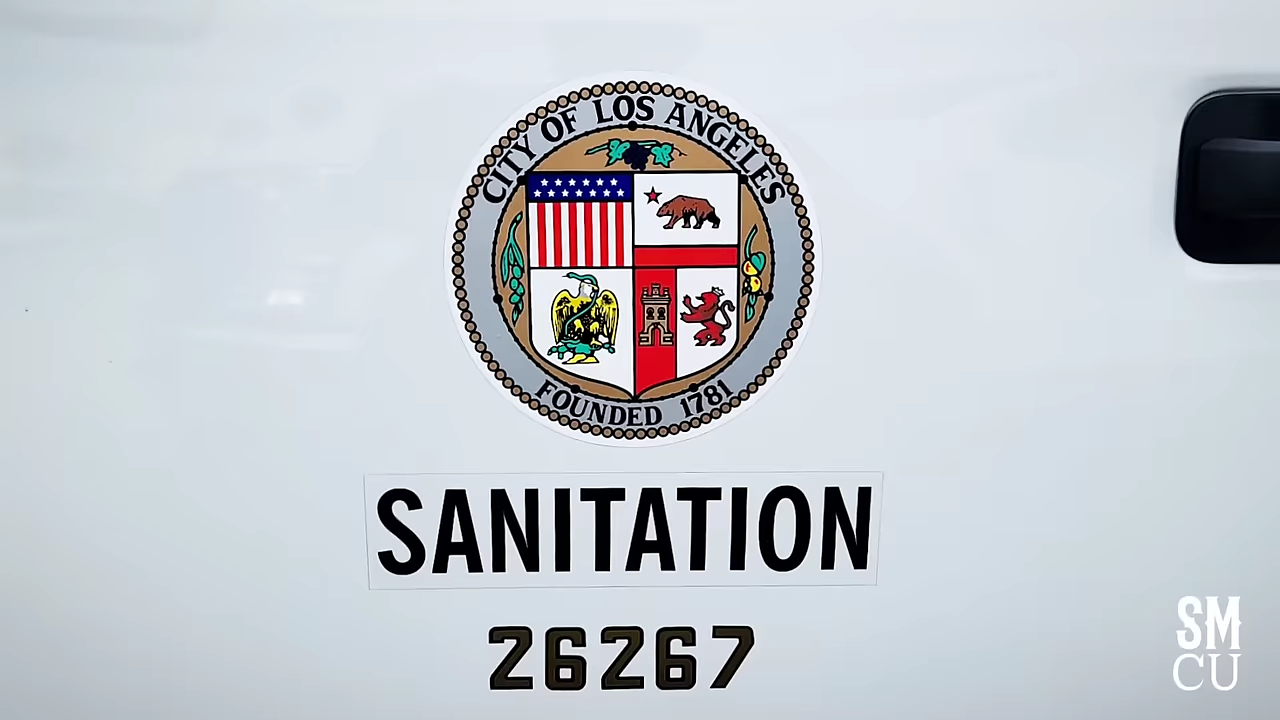 CITY OF LOS ANGELES
FOUNDED 1781
SANITATION
26267
SM
CU